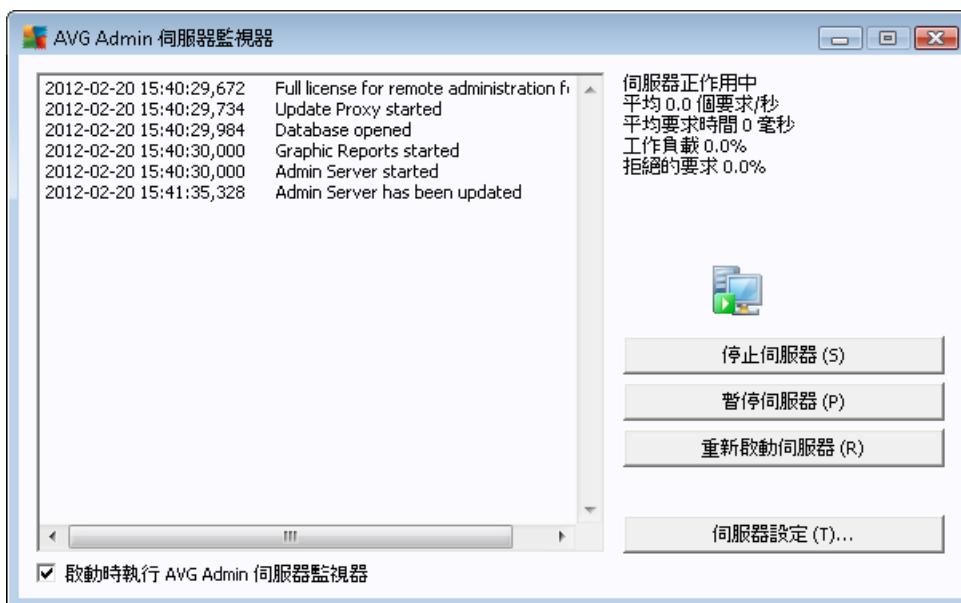 AVG Admin 伺服器監視器
2012-02-20 15:40:29,672 Full license for remote administration
2012-02-20 15:40:29,734 Update Proxy started
2012-02-20 15:40:29,984 Database opened
2012-02-20 15:40:30,000 Graphic Reports started
2012-02-20 15:40:30,000 Admin Server started
2012-02-20 15:41:35,328 Admin Server has been updated
伺服器正作用中
平均 0.0 個要求/秒
平均要求時間 0 毫秒
工作負載 0.0%
拒絕的要求 0.0%
停止伺服器 (S)
暫停伺服器 (P)
重新啟動伺服器 (R)
伺服器設定 (T)...
啟動時執行 AVG Admin 伺服器監視器